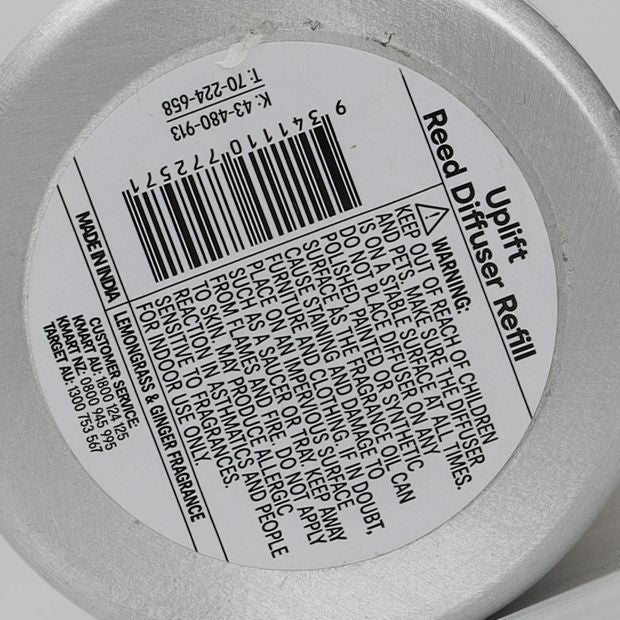 Uplift
Reed Diffuser Refill
WARNING:
KEEP OUT OF REACH OF CHILDREN
AND PETS. MAKE SURE THE DIFFUSER
IS ON A STABLE SURFACE AT ALL TIMES.
DO NOT PLACE DIFFUSER ON ANY
POLISHED, PAINTED, OR SYNTHETIC
SURFACE AS THE FRAGRANCE OIL CAN
CAUSE STAINING AND DAMAGE TO
FURNITURE AND CLOTHING. IF IN DOUBT,
PLACE ON AN IMPERVIOUS SURFACE
SUCH AS A SAUCER OR TRAY. KEEP AWAY
FROM FLAMES AND FIRE. DO NOT APPLY
TO SKIN. MAY PRODUCE ALLERGIC
REACTION IN ASTHMATICS AND PEOPLE
SENSITIVE TO FRAGRANCES.
FOR INDOOR USE ONLY.
LEMONGRASS & GINGER FRAGRANCE
MADE IN INDIA
CUSTOMER SERVICE:
KMART AU: 1800 124 125
KMART NZ: 0800 945 995
TARGET AU: 1300 753 567
9 341110 772571
K: 43-480-913
T: 70-224-658